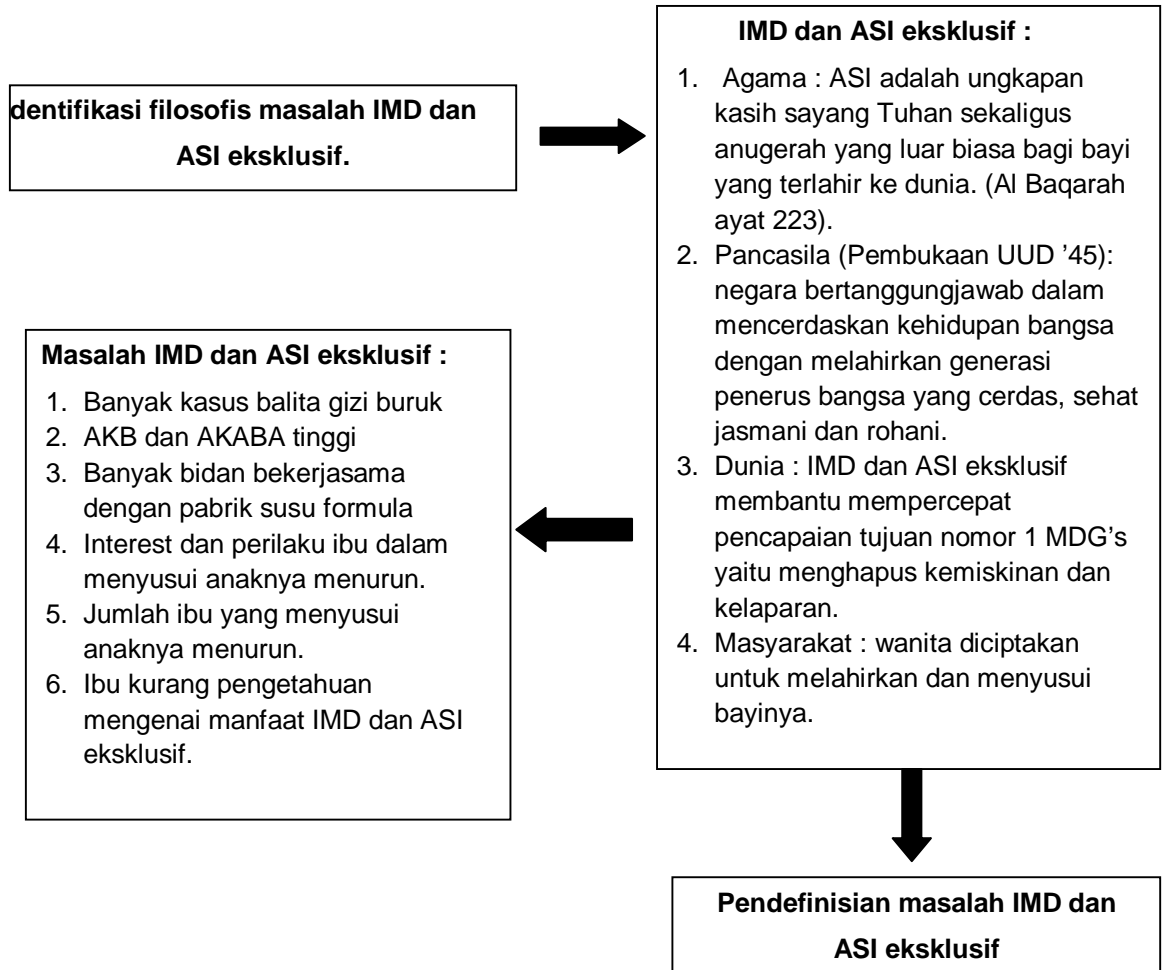 dentifikasi filosofis masalah IMD dan
ASI eksklusif.
IMD dan ASI eksklusif :
1. Agama : ASI adalah ungkapan
kasih sayang Tuhan sekaligus
anugerah yang luar biasa bagi bayi
yang terlahir ke dunia. (Al Baqarah
ayat 223).
2. Pancasila (Pembukaan UUD ’45):
negara bertanggungjawab dalam
mencerdaskan kehidupan bangsa
dengan melahirkan generasi
penerus bangsa yang cerdas, sehat
jasmani dan rohani.
3. Dunia : IMD dan ASI eksklusif
membantu mempercepat
pencapaian tujuan nomor 1 MDG’s
yaitu menghapus kemiskinan dan
kelaparan.
4. Masyarakat : wanita diciptakan
untuk melahirkan dan menyusui
bayinya.
Masalah IMD dan ASI eksklusif :
1. Banyak kasus balita gizi buruk
2. AKB dan AKABA tinggi
3. Banyak bidan bekerjasama
dengan pabrik susu formula
4. Interest dan perilaku ibu dalam
menyusui anaknya menurun.
5. Jumlah ibu yang menyusui
anaknya menurun.
6. Ibu kurang pengetahuan
mengenai manfaat IMD dan ASI
eksklusif.
Pendefinisian masalah IMD dan
ASI eksklusif